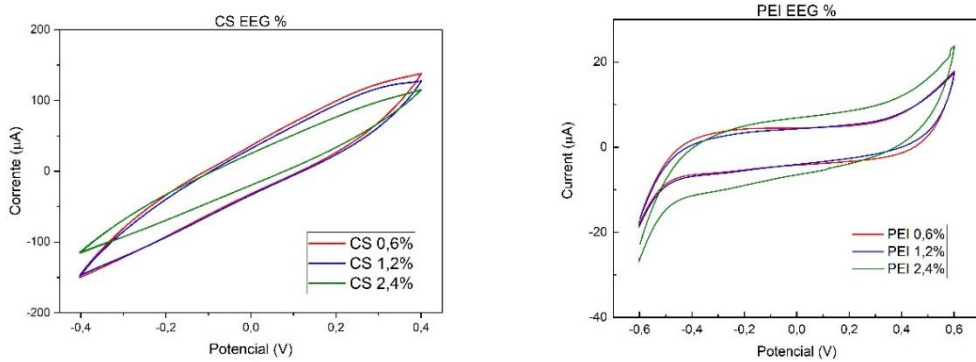 CS EEG %
200
100
0
-100
-200
Corrente (µA)
CS 0,6%
CS 1,2%
CS 2,4%
-0,4
-0,2
0,0
0,2
0,4
Potencial (V)
PEI EEG %
20
0
-20
-40
Current (µA)
PEI 0,6%
PEI 1,2%
PEI 2,4%
-0,6
-0,4
-0,2
0,0
0,2
0,4
0,6
Potencial (V)